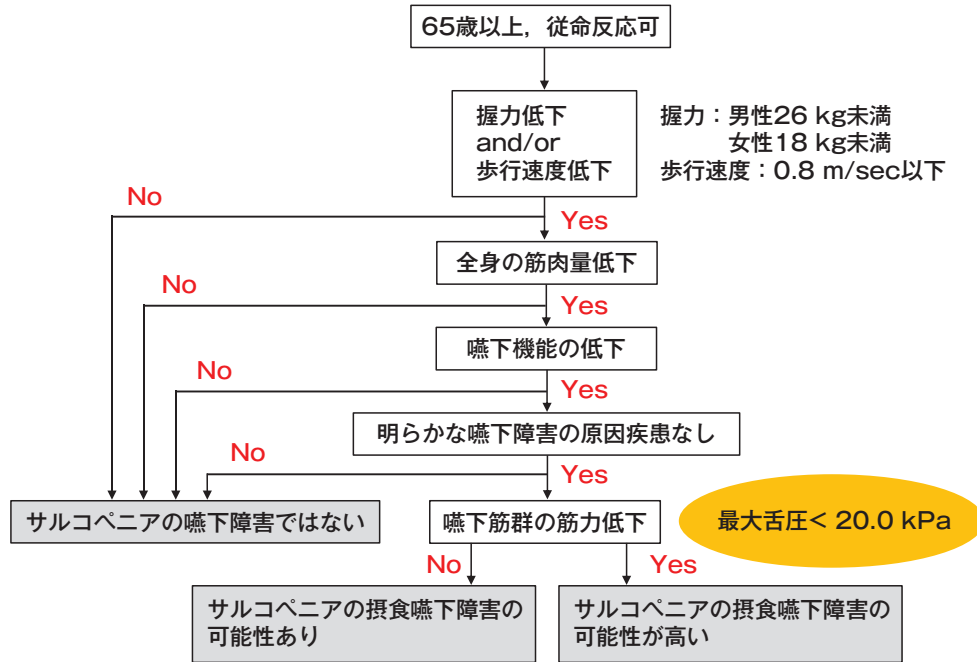 65歳以上，従命反応可
握力低下
and/or
歩行速度低下
握力：男性26 kg未満
女性18 kg未満
歩行速度：0.8 m/sec以下
No
Yes
全身の筋肉量低下
No
Yes
嚥下機能の低下
No
Yes
明らかな嚥下障害の原因疾患なし
No
Yes
サルコペニアの嚥下障害ではない
嚥下筋群の筋力低下
最大舌圧< 20.0 kPa
No
Yes
サルコペニアの摂食嚥下障害の
可能性あり
サルコペニアの摂食嚥下障害の
可能性が高い